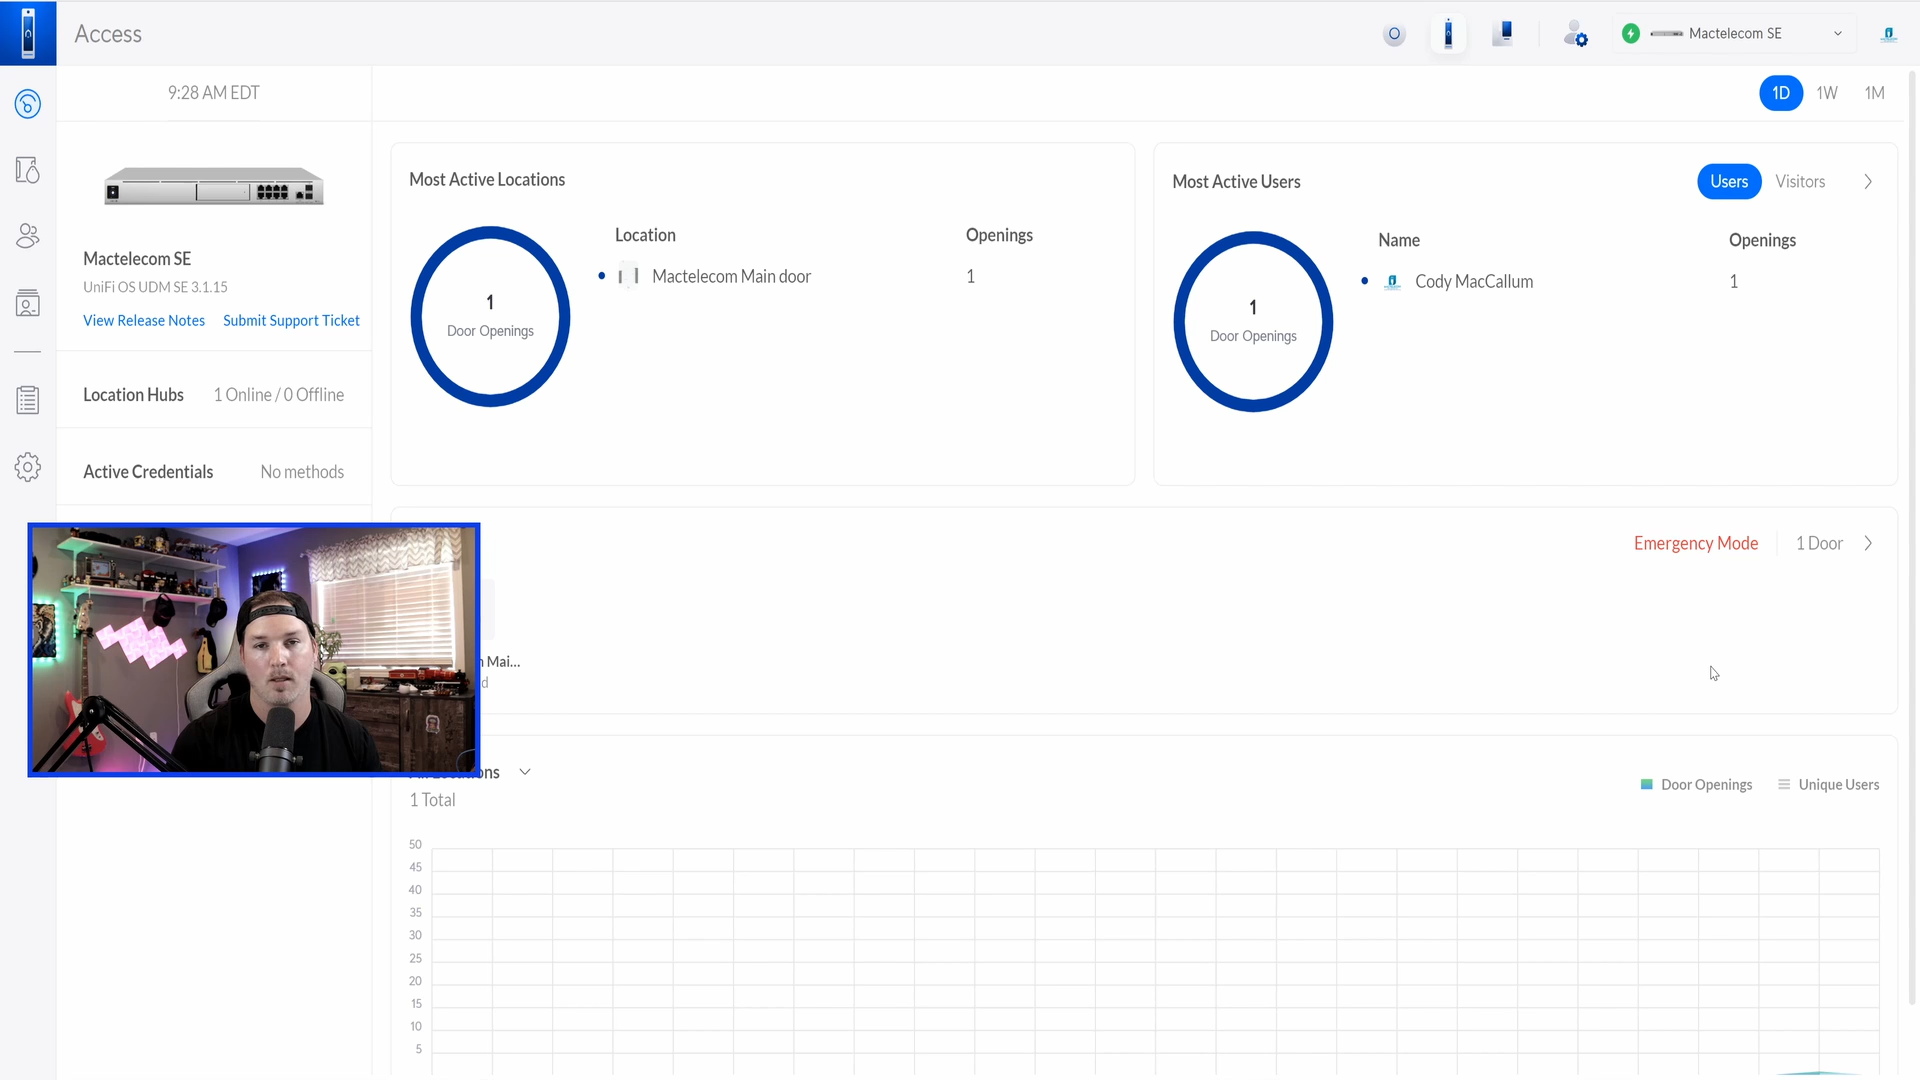 Access
Mactelecom SE
9:28 AM EDT
1D 1W 1M
Mactelecom SE
UniFi OS UDM SE 3.1.15
View Release Notes Submit Support Ticket
Location Hubs 1 Online / 0 Offline
Active Credentials No methods
Most Active Locations
Location Openings
Mactelecom Main door 1
1
Door Openings
Most Active Users
Users Visitors
Name Openings
Cody MacCallum 1
1
Door Openings
Emergency Mode 1 Door
Mai...
1 Total
Door Openings Unique Users
50
45
40
35
30
25
20
15
10
5